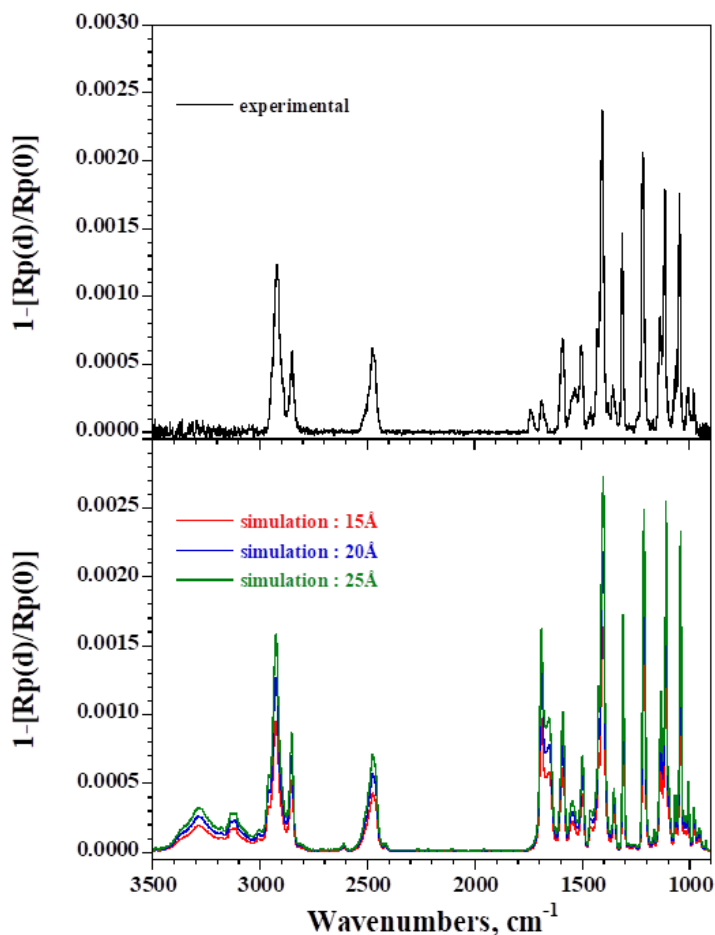 0.0030
0.0025
0.0020
0.0015
0.0010
0.0005
0.0000
1-[Rp(d)/Rp(0)]
experimental
0.0025
0.0020
0.0015
0.0010
0.0005
0.0000
1-[Rp(d)/Rp(0)]
simulation : 15Å
simulation : 20Å
simulation : 25Å
3500 3000 2500 2000 1500 1000
Wavenumbers, cm⁻¹